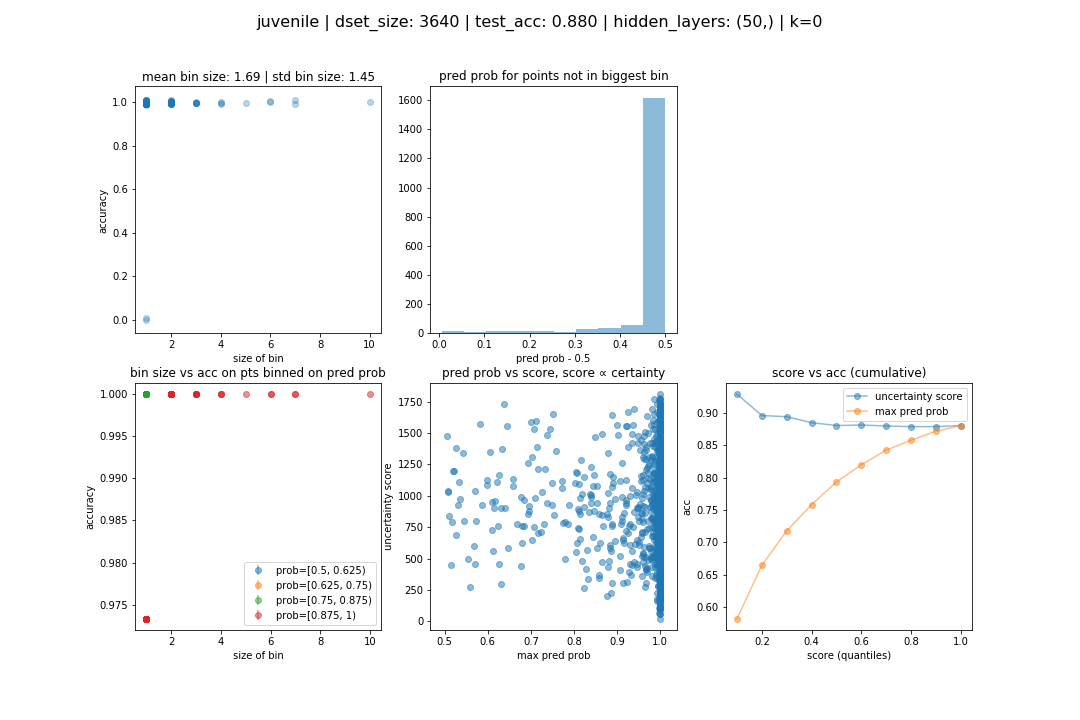 juvenile | dset_size: 3640 | test_acc: 0.880 | hidden_layers: (50,) | k=0
mean bin size: 1.69 | std bin size: 1.45
1.0
0.8
0.6
0.4
0.2
0.0
accuracy
2 4 6 8 10
size of bin
pred prob for points not in biggest bin
1600
1400
1200
1000
800
600
400
200
0
0.0 0.1 0.2 0.3 0.4 0.5
pred prob - 0.5
bin size vs acc on pts binned on pred prob
1.000
0.995
0.990
0.985
0.980
0.975
accuracy
prob=[0.5, 0.625)
prob=[0.625, 0.75)
prob=[0.75, 0.875)
prob=[0.875, 1)
2 4 6 8 10
size of bin
pred prob vs score, score ∝ certainty
1750
1500
1250
1000
750
500
250
0
uncertainty score
0.5 0.6 0.7 0.8 0.9 1.0
max pred prob
score vs acc (cumulative)
uncertainty score
max pred prob
0.90
0.85
0.80
0.75
0.70
0.65
0.60
acc
0.2 0.4 0.6 0.8 1.0
score (quantiles)